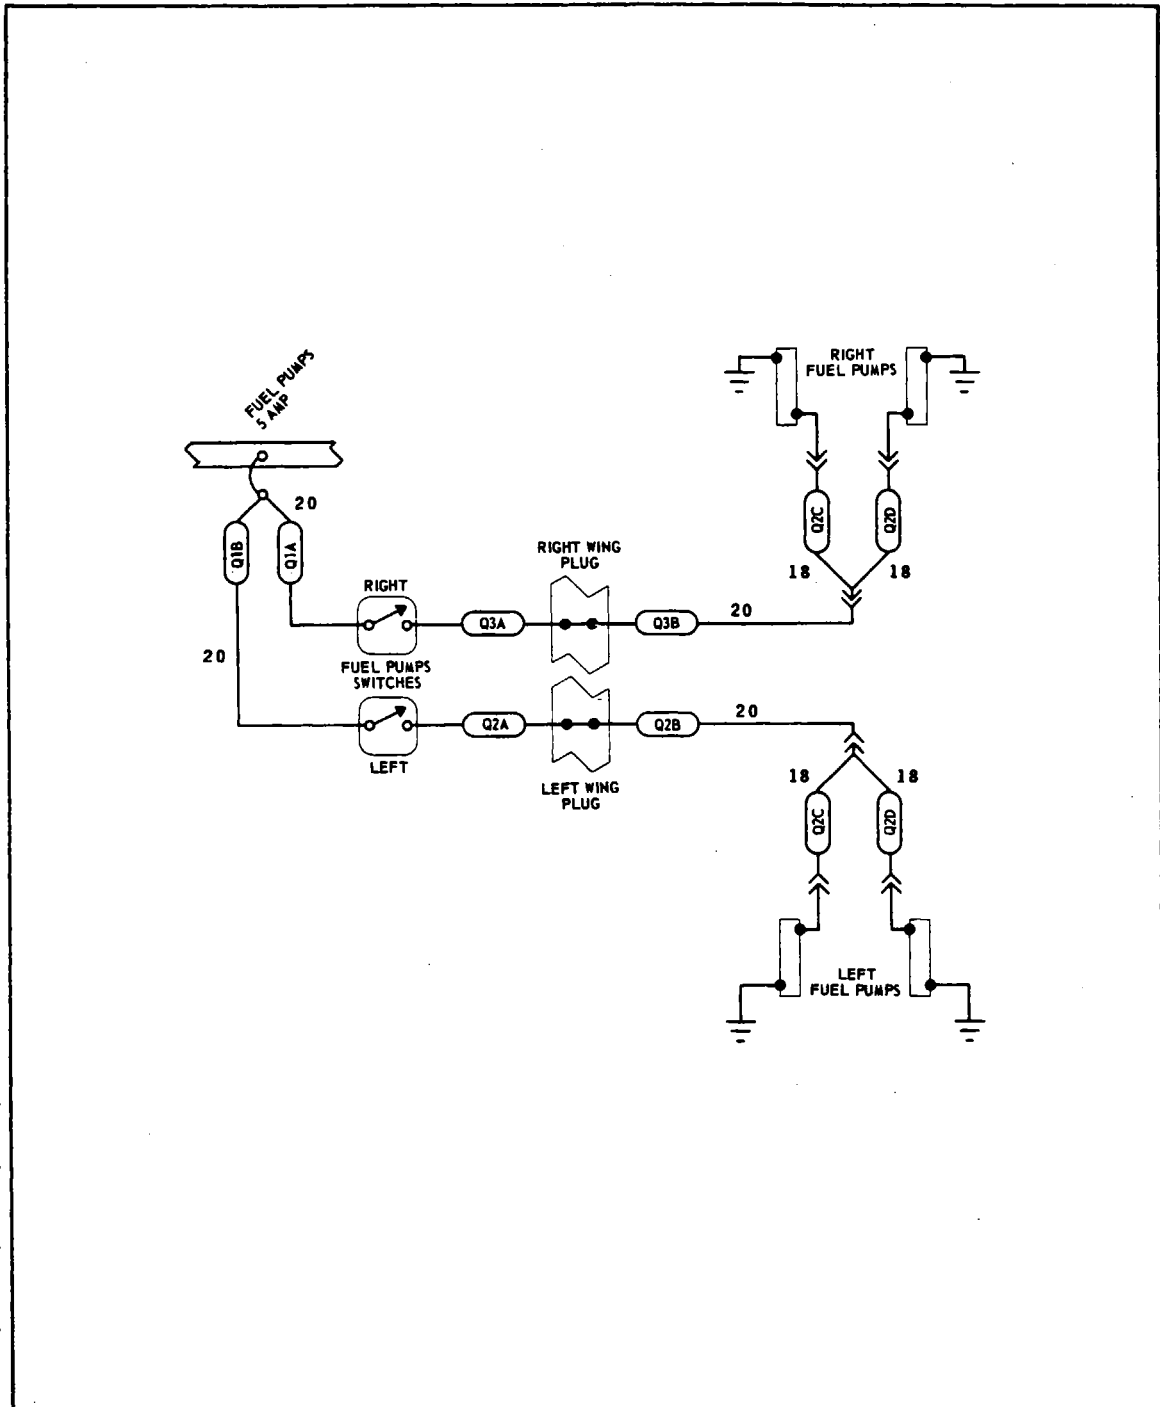 FUEL PUMPS
5 AMP
20
Q1B
Q1A
RIGHT
FUEL PUMPS
SWITCHES
LEFT
20
Q3A
RIGHT WING
PLUG
Q3B
20
Q2A
LEFT WING
PLUG
Q2B
20
RIGHT
FUEL PUMPS
Q2C
Q2D
18
18
18
18
Q2C
Q2D
LEFT
FUEL PUMPS